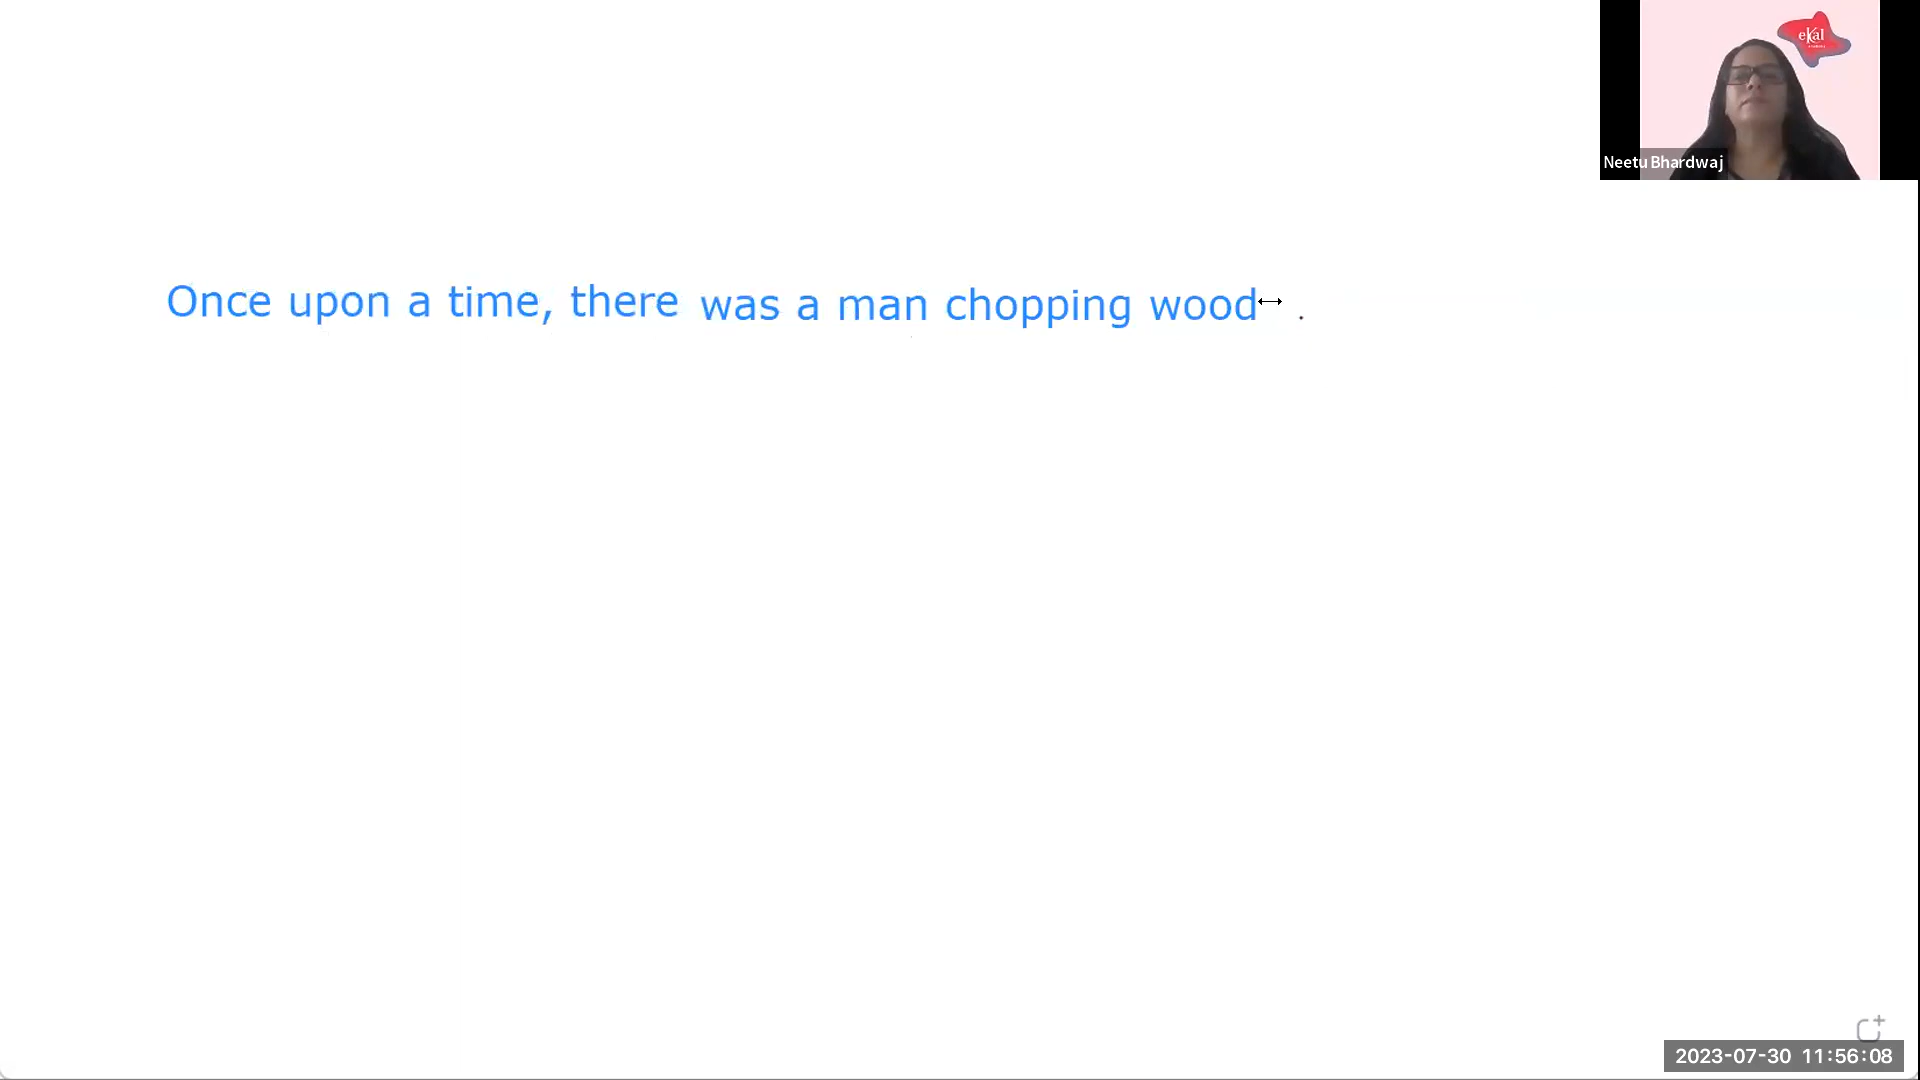 eKal
Neetu Bhardwaj
Once upon a time, there was a man chopping wood .
2023-07-30 11:56:08